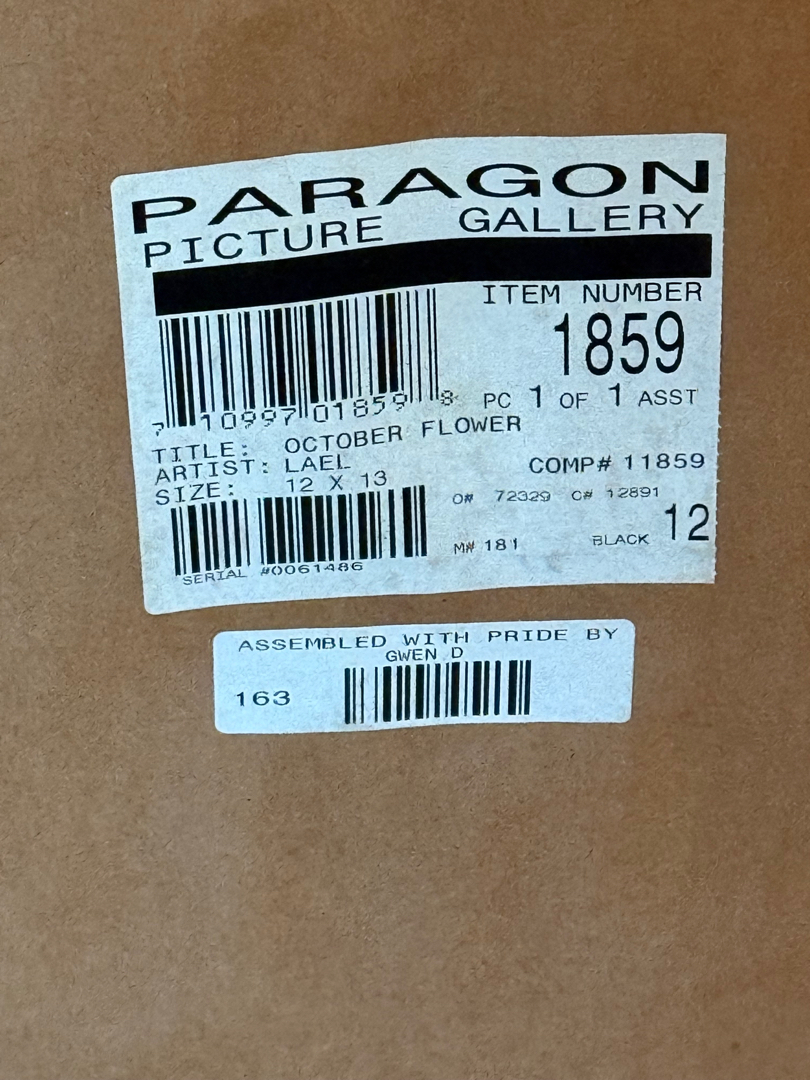 PARAGON
PICTURE GALLERY
ITEM NUMBER
1859
7 10997 01859 8
PC 1 OF 1 ASST
TITLE: OCTOBER FLOWER
ARTIST: LAEL
COMP# 11859
SIZE: 12 X 13
O# 72329 C# 12891
M# 181 BLACK 12
SERIAL #0061486
ASSEMBLED WITH PRIDE BY
GWEN D
163